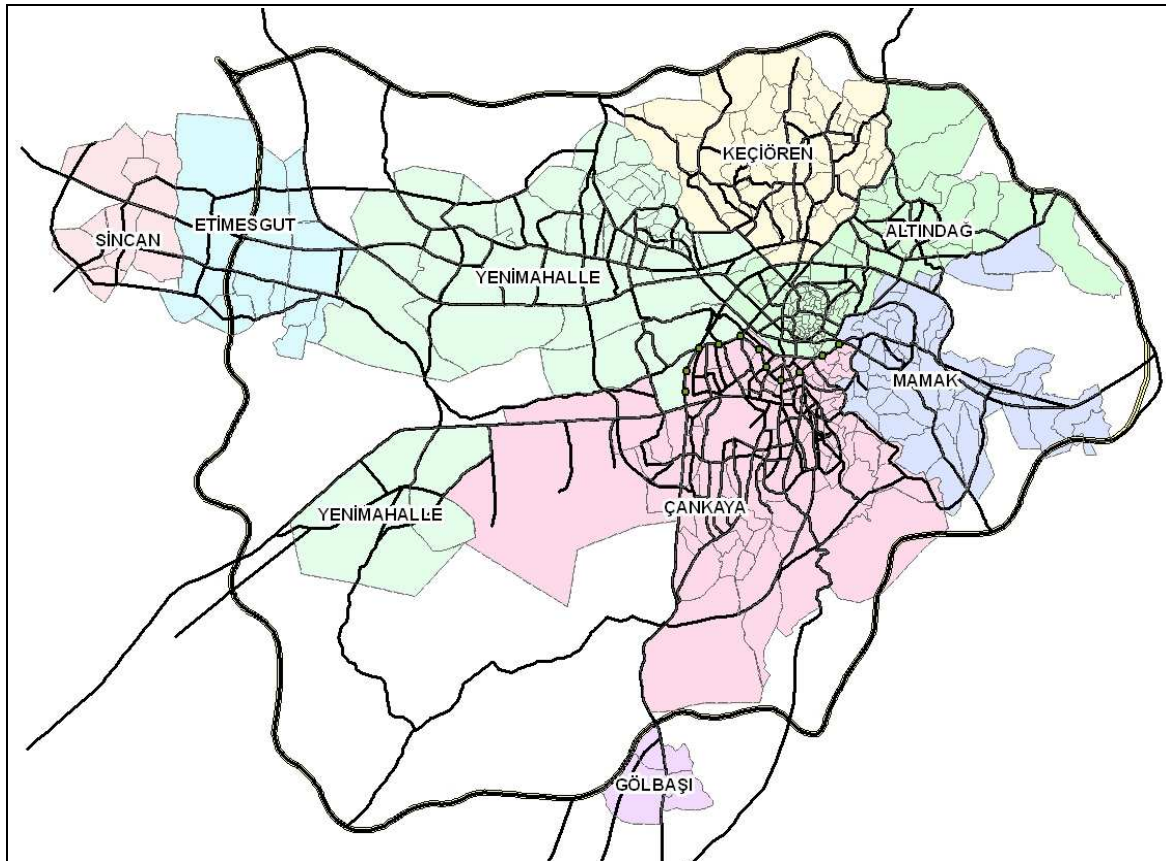 KEÇİÖREN
ETİMESGUT
ALTINDAĞ
SİNCAN
YENİMAHALLE
MAMAK
ÇANKAYA
YENİMAHALLE
GÖLBAŞI